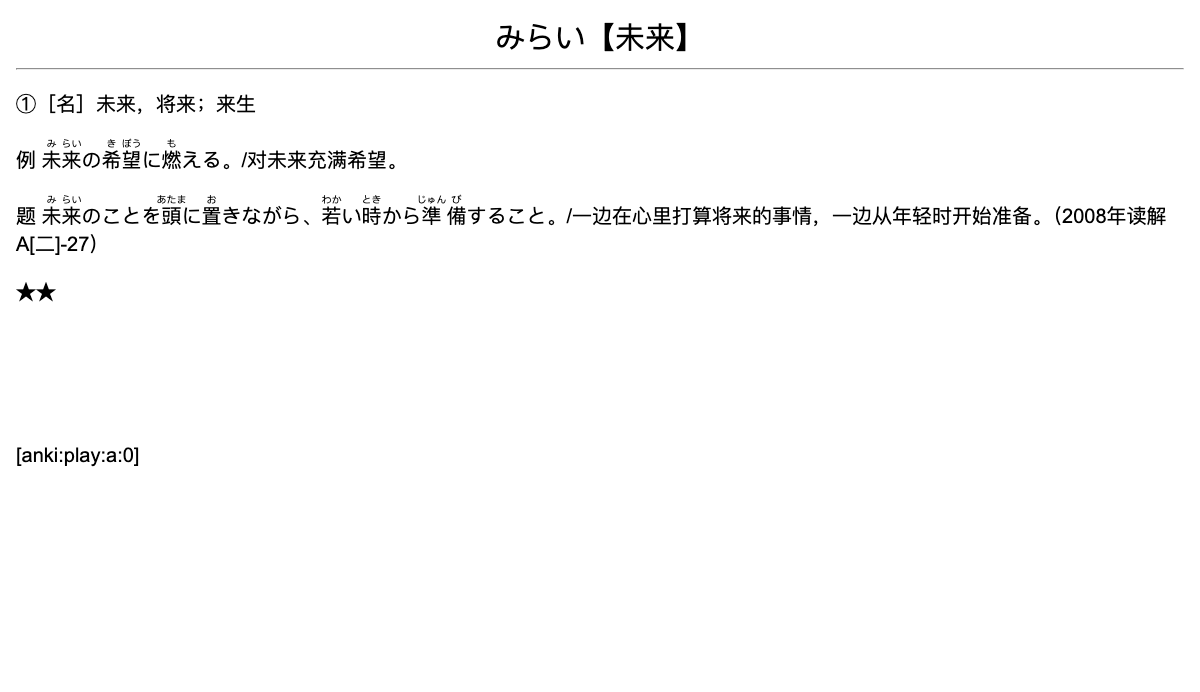 みらい【未来】
①［名］未来，将来；来生
み らい き ぼう も
例 未来の希望に燃える。/对未来充满希望。
み らい あたま お わか とき じゅん び
题 未来のことを頭に置きながら、若い時から準 備すること。/一边在心里打算将来的事情，一边从年轻时开始准备。（2008年读解
A[二]-27）
★★
[anki:play:a:0]